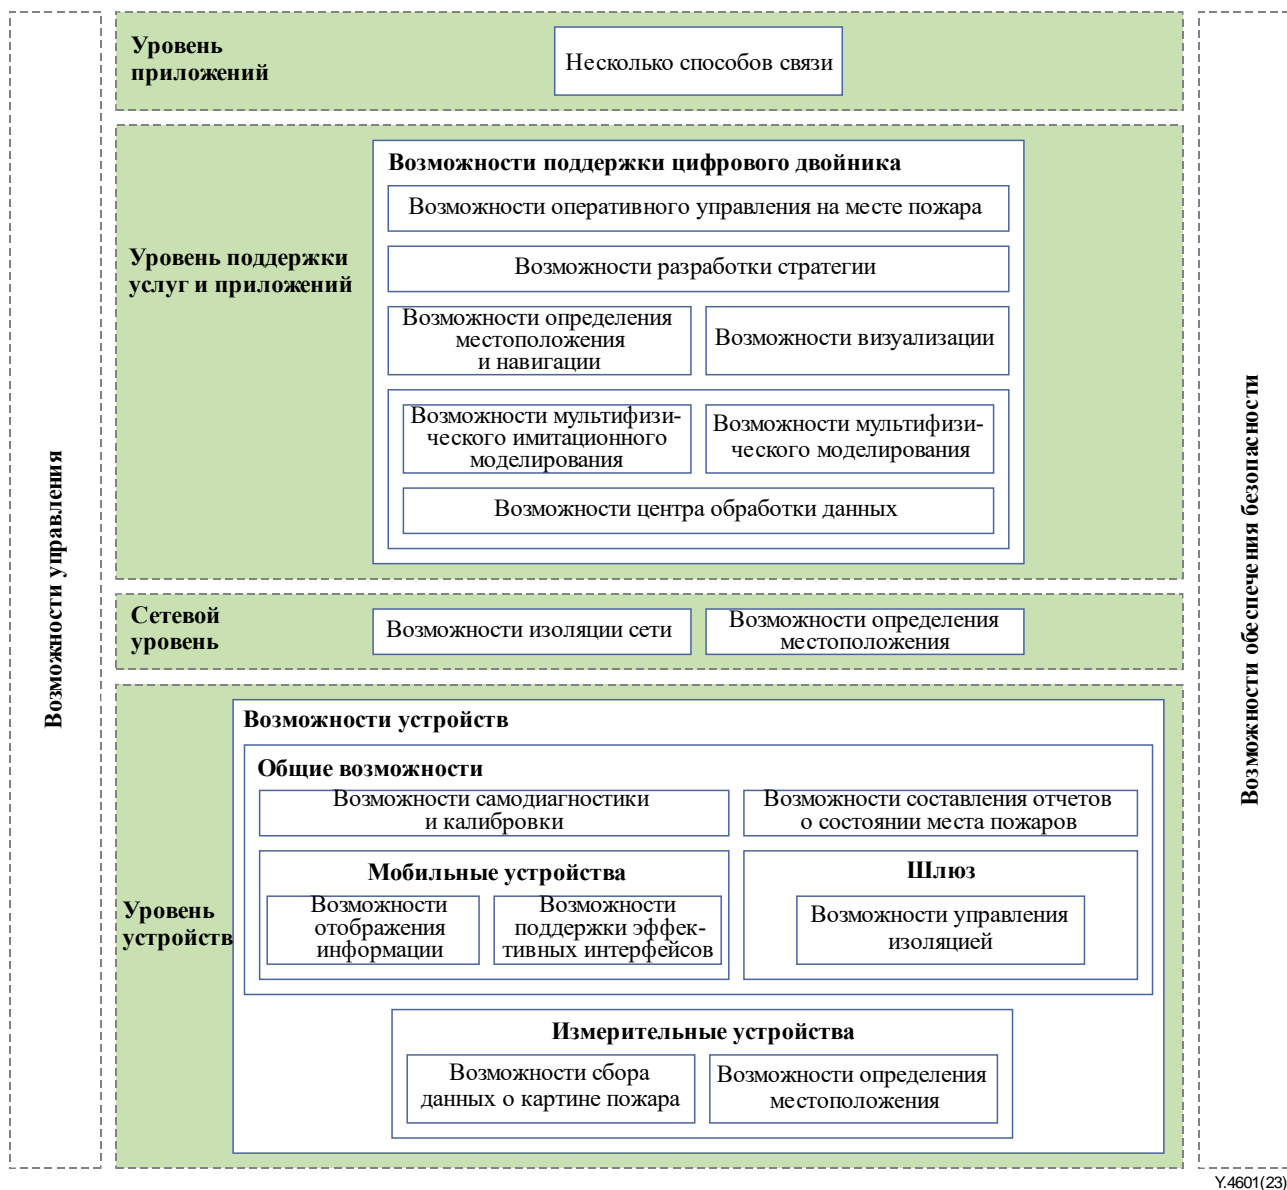 Уровень
приложений
Несколько способов связи
Возможности поддержки цифрового двойника
Возможности оперативного управления на месте пожара
Уровень поддержки
услуг и приложений
Возможности разработки стратегии
Возможности определения
местоположения
и навигации
Возможности визуализации
Возможности мультифизи-
ческого имитационного
моделирования
Возможности мультифизи-
ческого моделирования
Возможности центра обработки данных
Возможности управления
Возможности обеспечения безопасности
Сетевой
уровень
Возможности изоляции сети
Возможности определения
местоположения
Возможности устройств
Общие возможности
Возможности самодиагностики
и калибровки
Возможности составления отчетов
о состоянии места пожаров
Уровень
устройств
Мобильные устройства
Возможности
отображения
информации
Возможности
поддержки эффек-
тивных интерфейсов
Шлюз
Возможности управления
изоляцией
Измерительные устройства
Возможности сбора
данных о картине пожара
Возможности определения
местоположения
Y.4601(23)